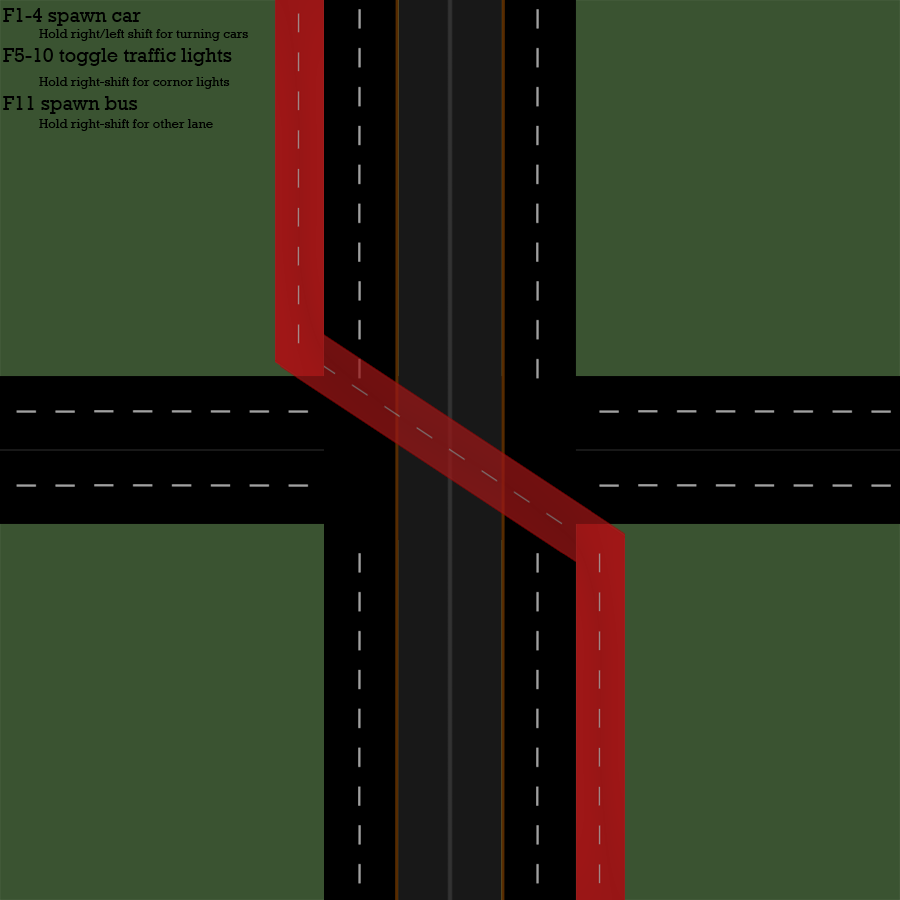 F1-4 spawn car
Hold right/left shift for turning cars
F5-10 toggle traffic lights
Hold right-shift for cornor lights
F11 spawn bus
Hold right-shift for other lane